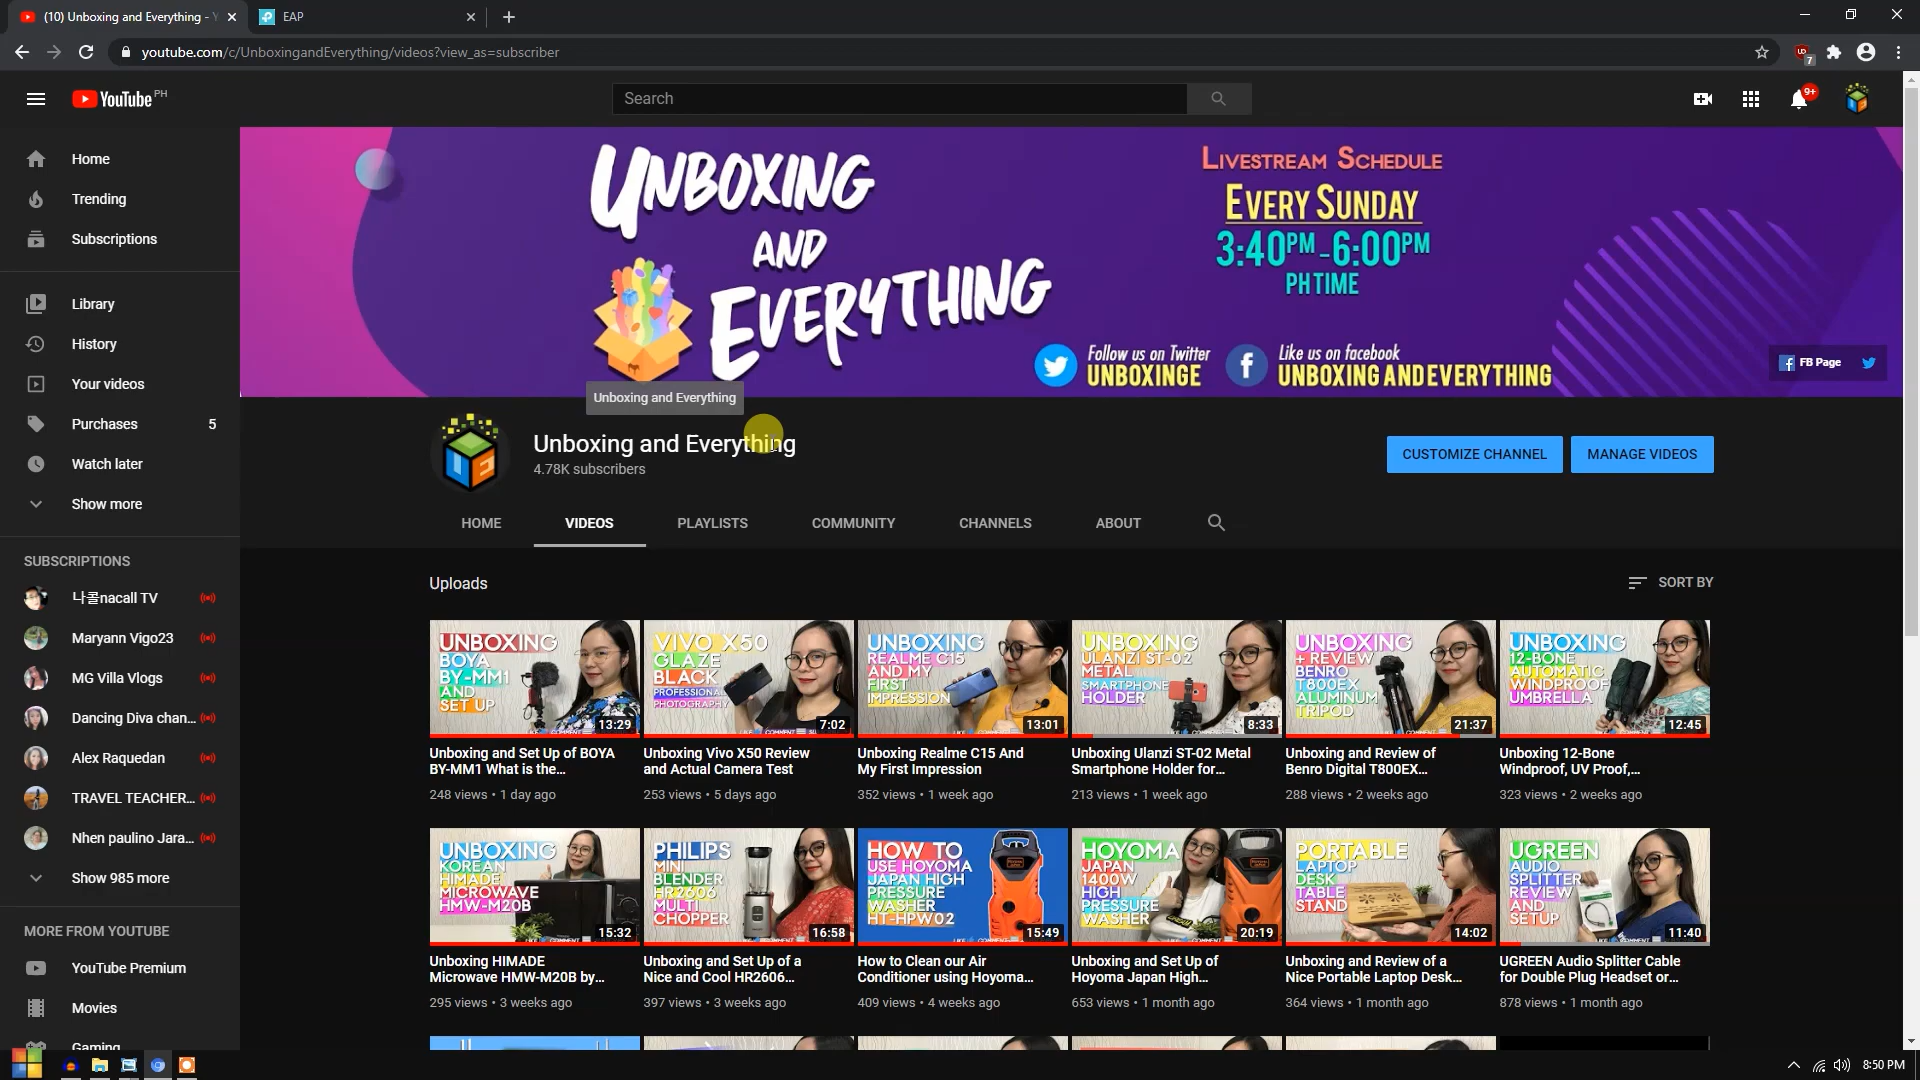 (10) Unboxing and Everything - Y
EAP
youtube.com/c/UnboxingandEverything/videos?view_as=subscriber
7
YouTube PH
Search
9+
Home
Trending
Subscriptions
Library
History
Your videos
Purchases 5
Watch later
Show more
SUBSCRIPTIONS
나콜nacall TV
Maryann Vigo23
MG Villa Vlogs
Dancing Diva chan...
Alex Raquedan
TRAVEL TEACHER...
Nhen paulino Jara...
Show 985 more
MORE FROM YOUTUBE
YouTube Premium
Movies
Gaming
UNBOXING
AND
EVERYTHING
LIVESTREAM SCHEDULE
EVERY SUNDAY
3:40PM-6:00PM
PH TIME
Follow us on Twitter
UNBOXINGE
Like us on facebook
UNBOXING AND EVERYTHING
FB Page
Unboxing and Everything
Unboxing and Everything
4.78K subscribers
CUSTOMIZE CHANNEL
MANAGE VIDEOS
HOME
VIDEOS
PLAYLISTS
COMMUNITY
CHANNELS
ABOUT
Uploads
SORT BY
UNBOXING
BOYA
BY-MM1
AND
SET UP
13:29
Unboxing and Set Up of BOYA
BY-MM1 What is the...
248 views • 1 day ago
VIVO X50
GLAZE
BLACK
PROFESSIONAL
PHOTOGRAPHY
7:02
Unboxing Vivo X50 Review
and Actual Camera Test
253 views • 5 days ago
UNBOXING
REALME C15
AND MY
FIRST
IMPRESSION
13:01
Unboxing Realme C15 And
My First Impression
352 views • 1 week ago
UNBOXING
ULANZI ST-02
METAL
SMARTPHONE
HOLDER
8:33
Unboxing Ulanzi ST-02 Metal
Smartphone Holder for...
213 views • 1 week ago
UNBOXING
+ REVIEW
BENRO
T800EX
ALUMINUM
TRIPOD
21:37
Unboxing and Review of
Benro Digital T800EX...
288 views • 2 weeks ago
UNBOXING
12-BONE
AUTOMATIC
WINDPROOF
UMBRELLA
12:45
Unboxing 12-Bone
Windproof, UV Proof,...
323 views • 2 weeks ago
UNBOXING
KOREAN
HIMADE
MICROWAVE
HMW-M20B
15:32
Unboxing HIMADE
Microwave HMW-M20B by...
295 views • 3 weeks ago
PHILIPS
MINI
BLENDER
HR2606
MULTI
CHOPPER
16:58
Unboxing and Set Up of a
Nice and Cool HR2606...
397 views • 3 weeks ago
HOW TO
USE HOYOMA
JAPAN HIGH
PRESSURE
WASHER
HT-HPW02
15:49
How to Clean our Air
Conditioner using Hoyoma...
409 views • 4 weeks ago
HOYOMA
JAPAN
1400W
HIGH
PRESSURE
WASHER
20:19
Unboxing and Set Up of
Hoyoma Japan High...
653 views • 1 month ago
PORTABLE
LAPTOP
DESK
TABLE
STAND
14:02
Unboxing and Review of a
Nice Portable Laptop Desk...
364 views • 1 month ago
UGREEN
AUDIO
SPLITTER
REVIEW
AND
SETUP
11:40
UGREEN Audio Splitter Cable
for Double Plug Headset or...
878 views • 1 month ago
8:50 PM